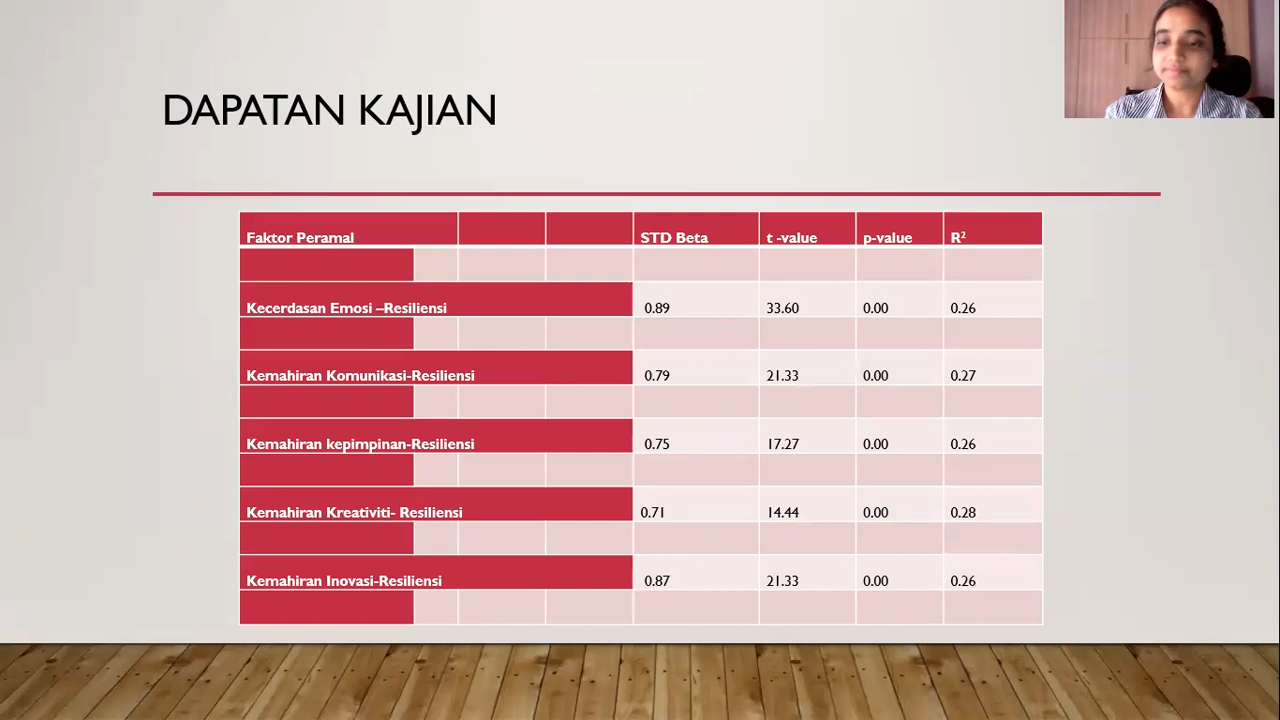 DAPATAN KAJIAN
Faktor Peramal STD Beta t -value p-value R²
Kecerdasan Emosi –Resiliensi 0.89 33.60 0.00 0.26
Kemahiran Komunikasi-Resiliensi 0.79 21.33 0.00 0.27
Kemahiran kepimpinan-Resiliensi 0.75 17.27 0.00 0.26
Kemahiran Kreativiti- Resiliensi 0.71 14.44 0.00 0.28
Kemahiran Inovasi-Resiliensi 0.87 21.33 0.00 0.26